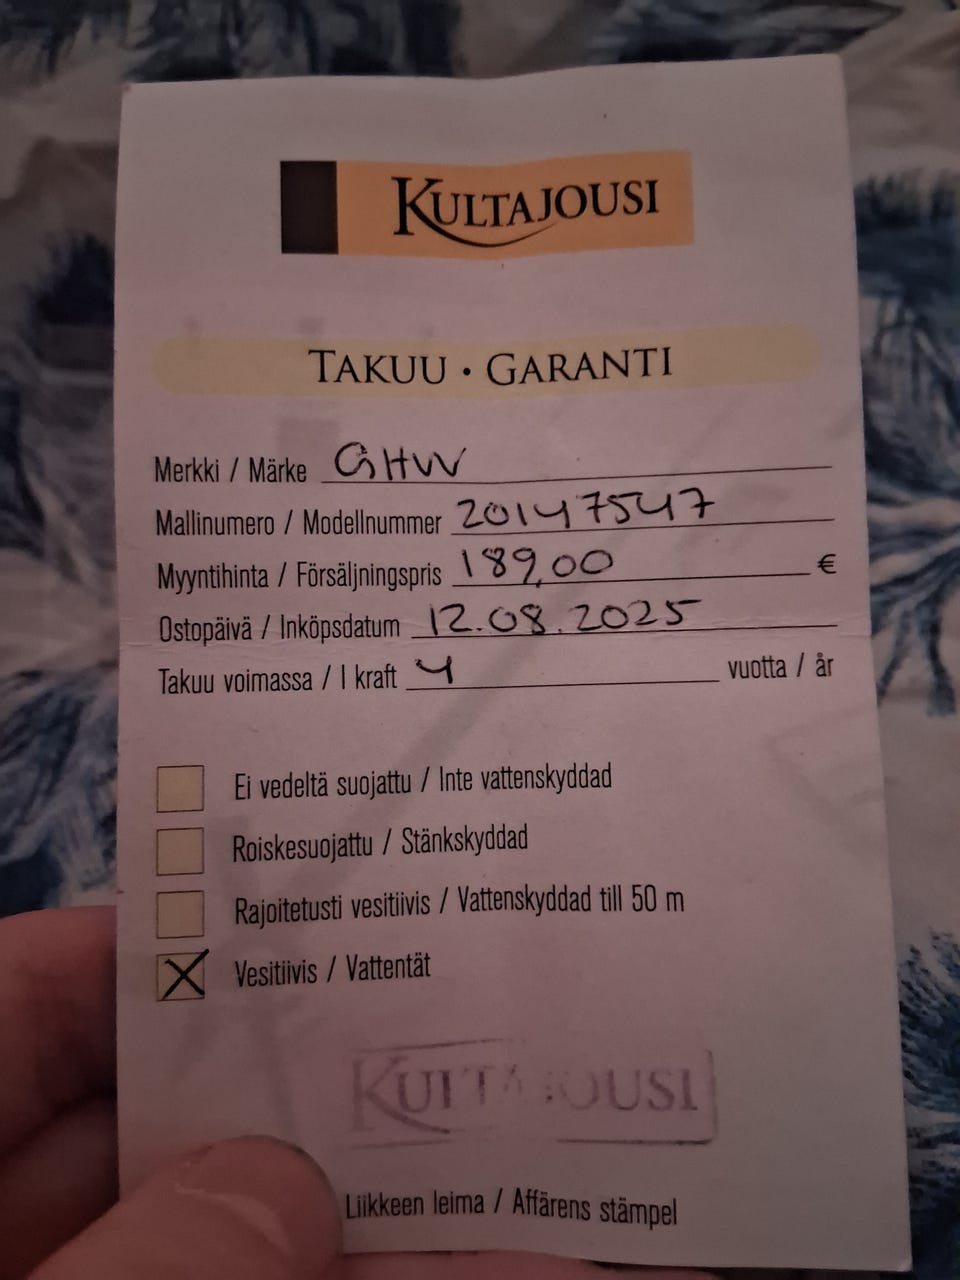 KULTAJOUSI
TAKUU • GARANTI
Merkki / Märke GHVV
Mallinumero / Modellnummer 20147547
Myyntihinta / Försäljningspris 189,00 €
Ostopäivä / Inköpsdatum 12.08.2025
Takuu voimassa / I kraft 4 vuotta / år
Ei vedeltä suojattu / Inte vattenskyddad
Roiskesuojattu / Stänkskyddad
Rajoitetusti vesitiivis / Vattenskyddad till 50 m
X Vesitiivis / Vattentät
KULTAJOUSI
Liikkeen leima / Affärens stämpel